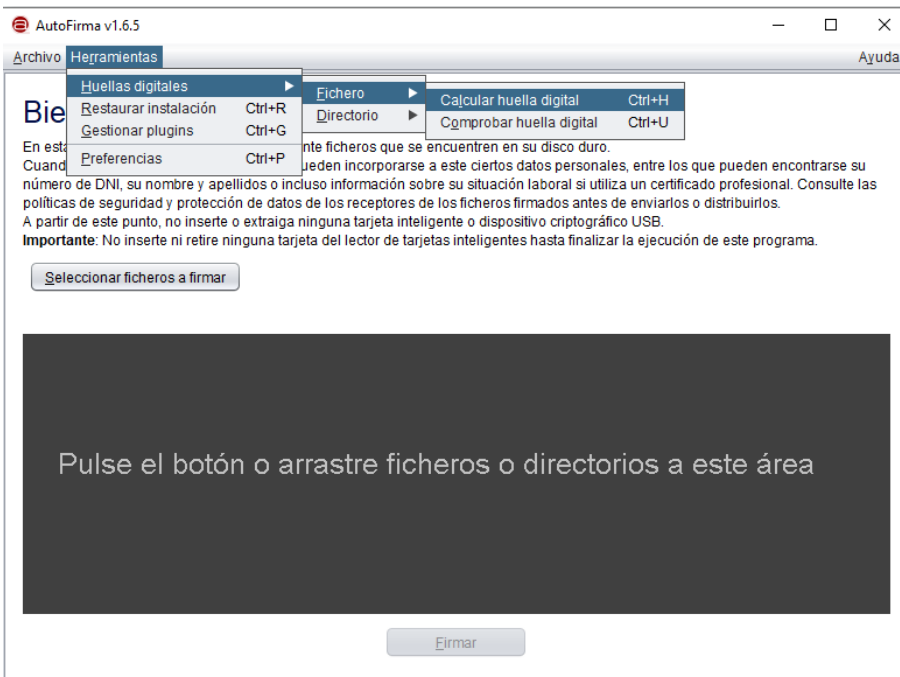 AutoFirma v1.6.5
Archivo Herramientas Ayuda
Huellas digitales
Restaurar instalación Ctrl+R
Gestionar plugins Ctrl+G
Preferencias Ctrl+P
Fichero
Directorio
Calcular huella digital Ctrl+H
Comprobar huella digital Ctrl+U
Bie
En est nte ficheros que se encuentren en su disco duro.
Cuand ueden incorporarse a este ciertos datos personales, entre los que pueden encontrarse su
número de DNI, su nombre y apellidos o incluso información sobre su situación laboral si utiliza un certificado profesional. Consulte las
políticas de seguridad y protección de datos de los receptores de los ficheros firmados antes de enviarlos o distribuirlos.
A partir de este punto, no inserte o extraiga ninguna tarjeta inteligente o dispositivo criptográfico USB.
Importante: No inserte ni retire ninguna tarjeta del lector de tarjetas inteligentes hasta finalizar la ejecución de este programa.
Seleccionar ficheros a firmar
Pulse el botón o arrastre ficheros o directorios a este área
Firmar